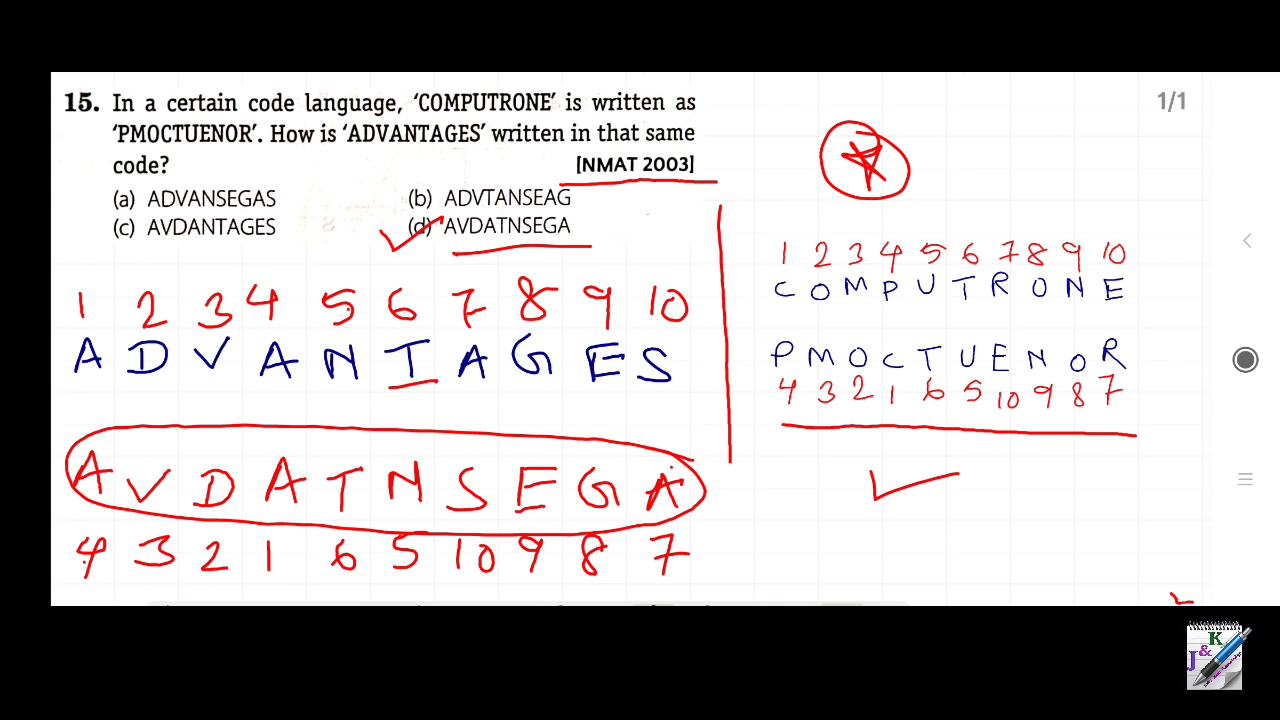 15. In a certain code language, ‘COMPUTRONE’ is written as
‘PMOCTUENOR’. How is ‘ADVANTAGES’ written in that same
code? [NMAT 2003]
(a) ADVANSEGAS (b) ADVTANSEAG
(c) AVDANTAGES (d) AVDATNSEGA
1/1
1 2 3 4 5 6 7 8 9 10
C O M P U T R O N E
P M O C T U E N O R
4 3 2 1 6 5 10 9 8 7
1 2 3 4 5 6 7 8 9 10
A D V A N T A G E S
A V D A T N S E G A
4 3 2 1 6 5 10 9 8 7
J & K